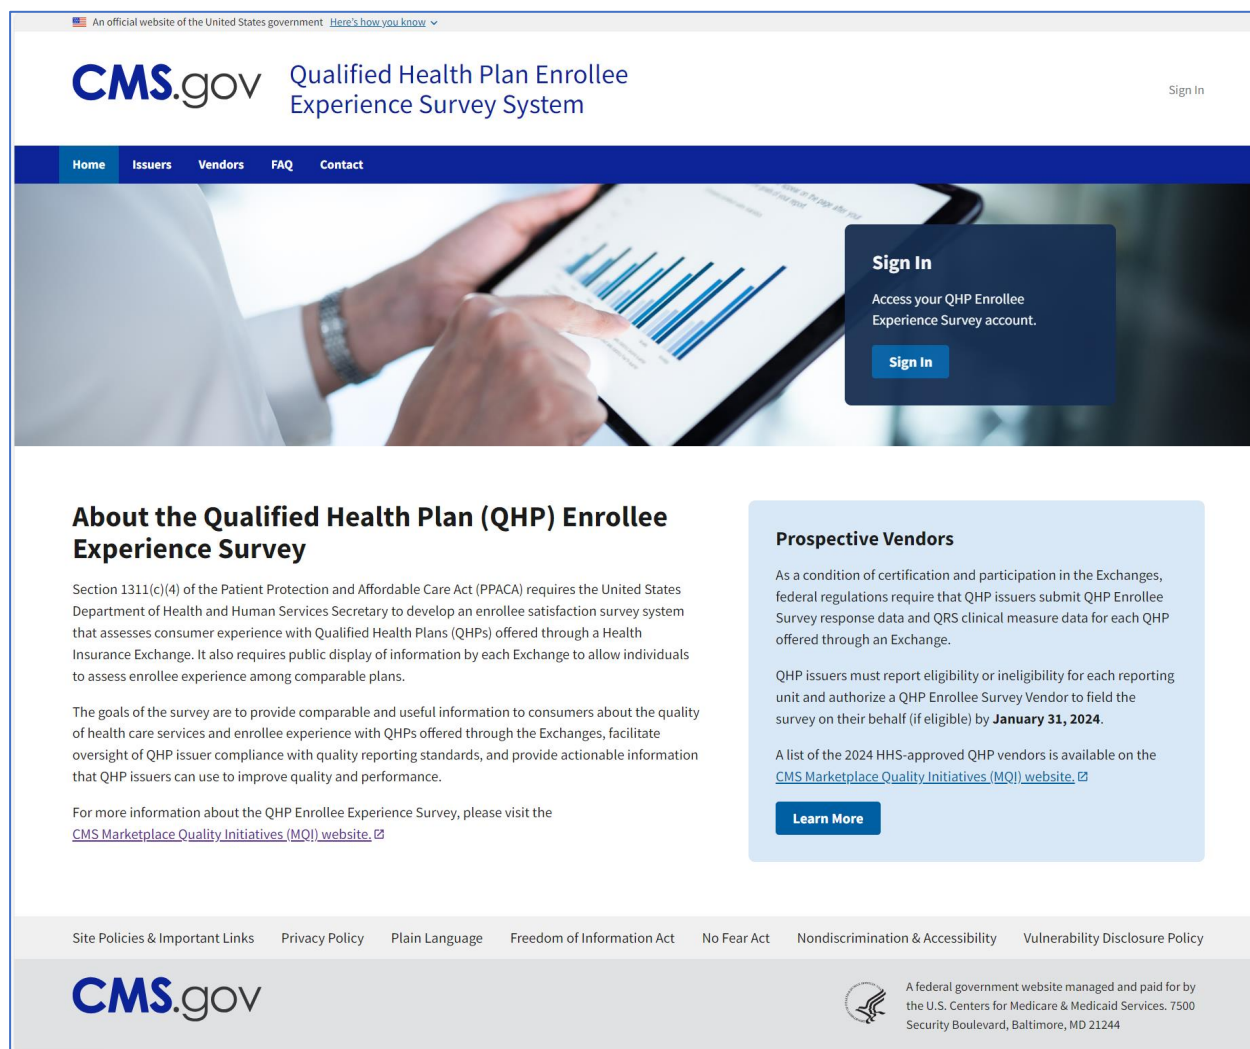 An official website of the United States government Here's how you know
CMS.gov
Qualified Health Plan Enrollee
Experience Survey System
Sign In
Home Issuers Vendors FAQ Contact
Sign In
Access your QHP Enrollee
Experience Survey account.
Sign In
About the Qualified Health Plan (QHP) Enrollee
Experience Survey
Section 1311(c)(4) of the Patient Protection and Affordable Care Act (PPACA) requires the United States
Department of Health and Human Services Secretary to develop an enrollee satisfaction survey system
that assesses consumer experience with Qualified Health Plans (QHPs) offered through a Health
Insurance Exchange. It also requires public display of information by each Exchange to allow individuals
to assess enrollee experience among comparable plans.
The goals of the survey are to provide comparable and useful information to consumers about the quality
of health care services and enrollee experience with QHPs offered through the Exchanges, facilitate
oversight of QHP issuer compliance with quality reporting standards, and provide actionable information
that QHP issuers can use to improve quality and performance.
For more information about the QHP Enrollee Experience Survey, please visit the
CMS Marketplace Quality Initiatives (MQI) website.
Prospective Vendors
As a condition of certification and participation in the Exchanges,
federal regulations require that QHP issuers submit QHP Enrollee
Survey response data and QRS clinical measure data for each QHP
offered through an Exchange.
QHP issuers must report eligibility or ineligibility for each reporting
unit and authorize a QHP Enrollee Survey Vendor to field the
survey on their behalf (if eligible) by January 31, 2024.
A list of the 2024 HHS-approved QHP vendors is available on the
CMS Marketplace Quality Initiatives (MQI) website.
Learn More
Site Policies & Important Links Privacy Policy Plain Language Freedom of Information Act No Fear Act Nondiscrimination & Accessibility Vulnerability Disclosure Policy
CMS.gov
A federal government website managed and paid for by
the U.S. Centers for Medicare & Medicaid Services. 7500
Security Boulevard, Baltimore, MD 21244